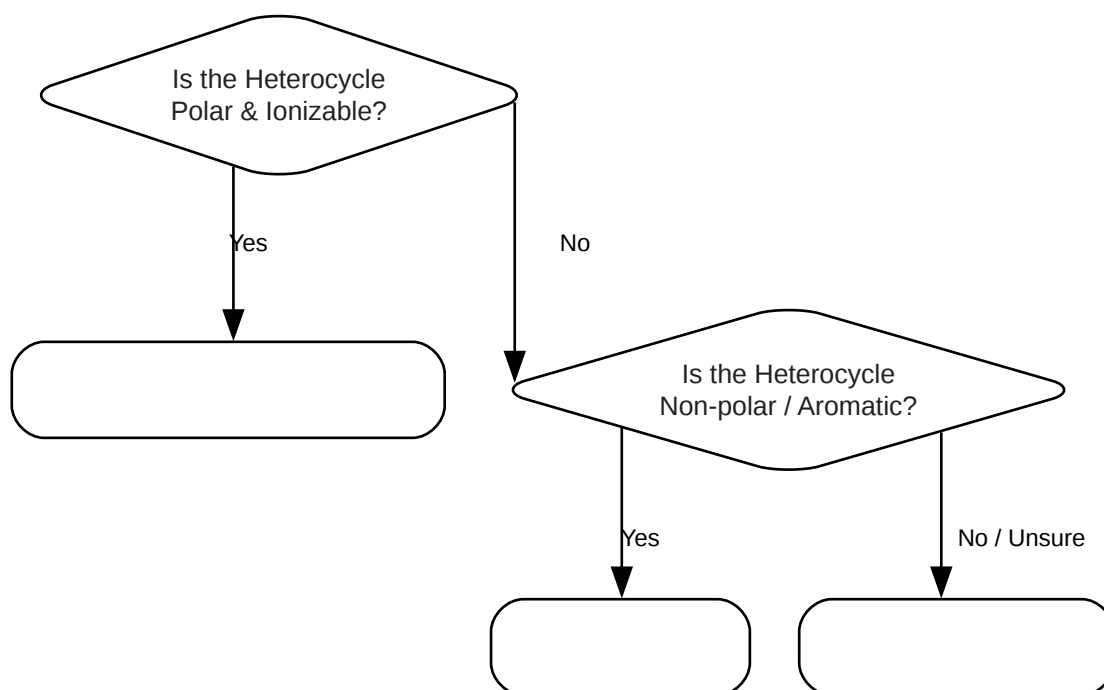 Is the Heterocycle
Polar & Ionizable?
Yes
No
Is the Heterocycle
Non-polar / Aromatic?
Yes
No / Unsure